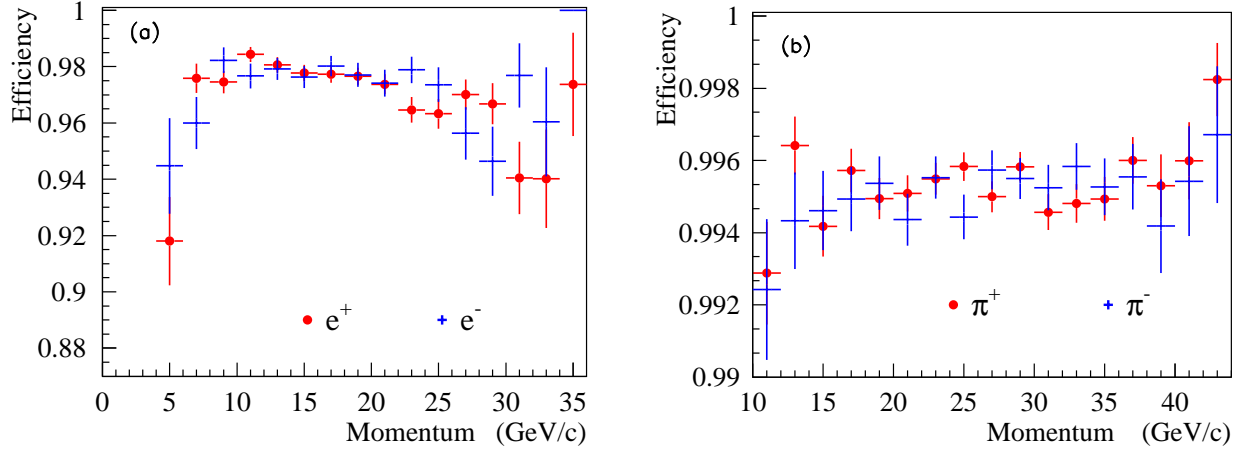 (a)
Efficiency
1
0.98
0.96
0.94
0.92
0.9
0.88
e+ e-
0 5 10 15 20 25 30 35
Momentum (GeV/c)
(b)
Efficiency
1
0.998
0.996
0.994
0.992
0.99
π+ π-
10 15 20 25 30 35 40
Momentum (GeV/c)